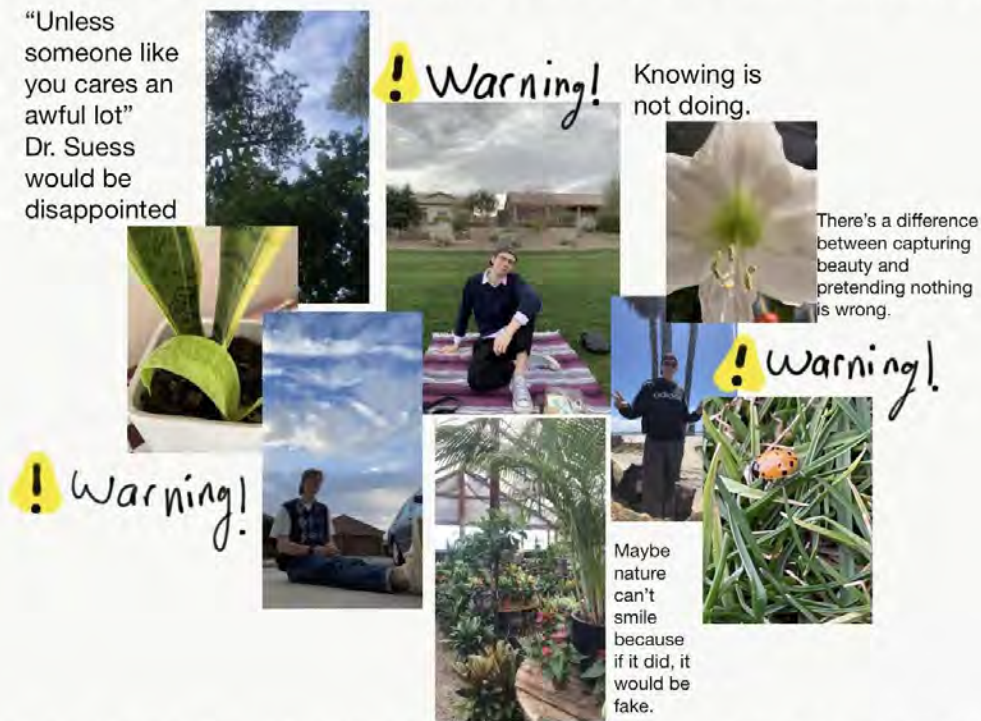 “Unless
someone like
you cares an
awful lot”
Dr. Suess
would be
disappointed
Warning!
Knowing is
not doing.
There’s a difference
between capturing
beauty and
pretending nothing
is wrong.
Warning!
Warning!
Maybe
nature
can’t
smile
because
if it did, it
would be
fake.